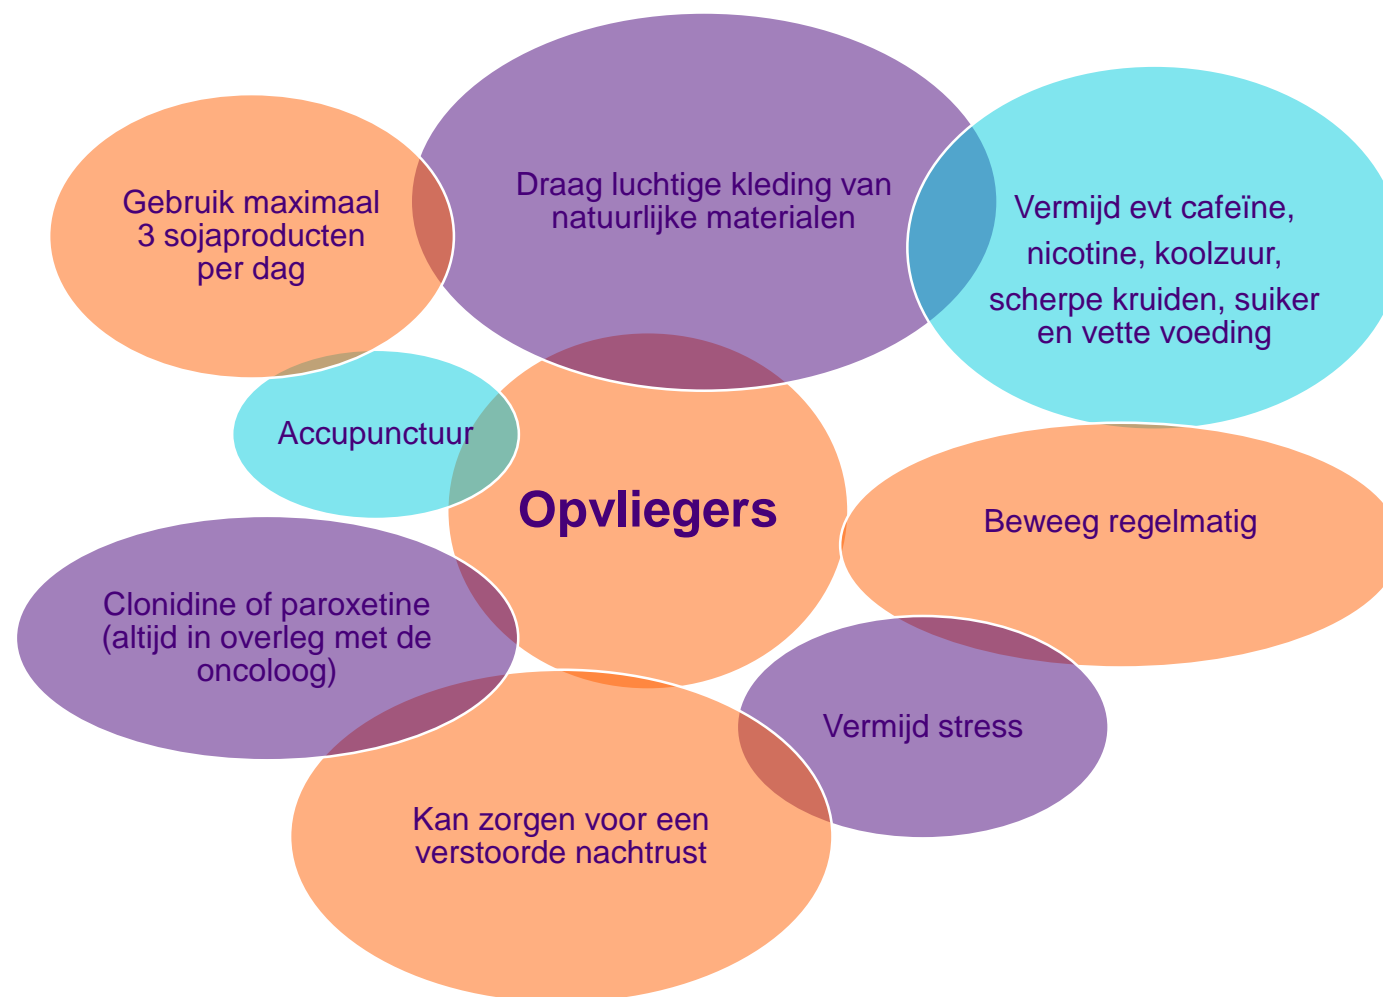 Draag luchtige kleding van
natuurlijke materialen
Gebruik maximaal
3 sojaproducten
per dag
Vermijd evt cafeïne,
nicotine, koolzuur,
scherpe kruiden, suiker
en vette voeding
Accupunctuur
Opvliegers
Beweeg regelmatig
Clonidine of paroxetine
(altijd in overleg met de
oncoloog)
Vermijd stress
Kan zorgen voor een
verstoorde nachtrust